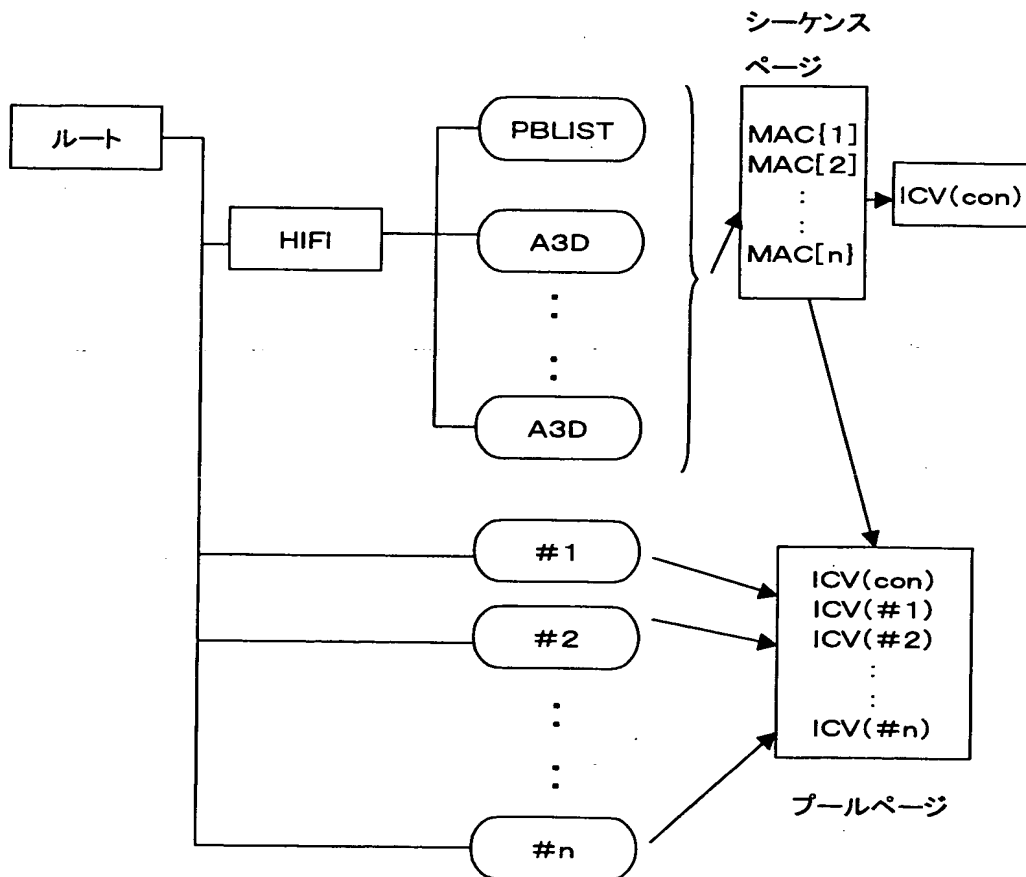 シーケンス
ページ
ルート
HIFI
PBLIST
A3D
A3D
MAC{1]
MAC[2]
MAC[n}
ICV(con)
#1
#2
#n
ICV(con)
ICV(#1)
ICV(#2)
ICV(#n)
プールページ